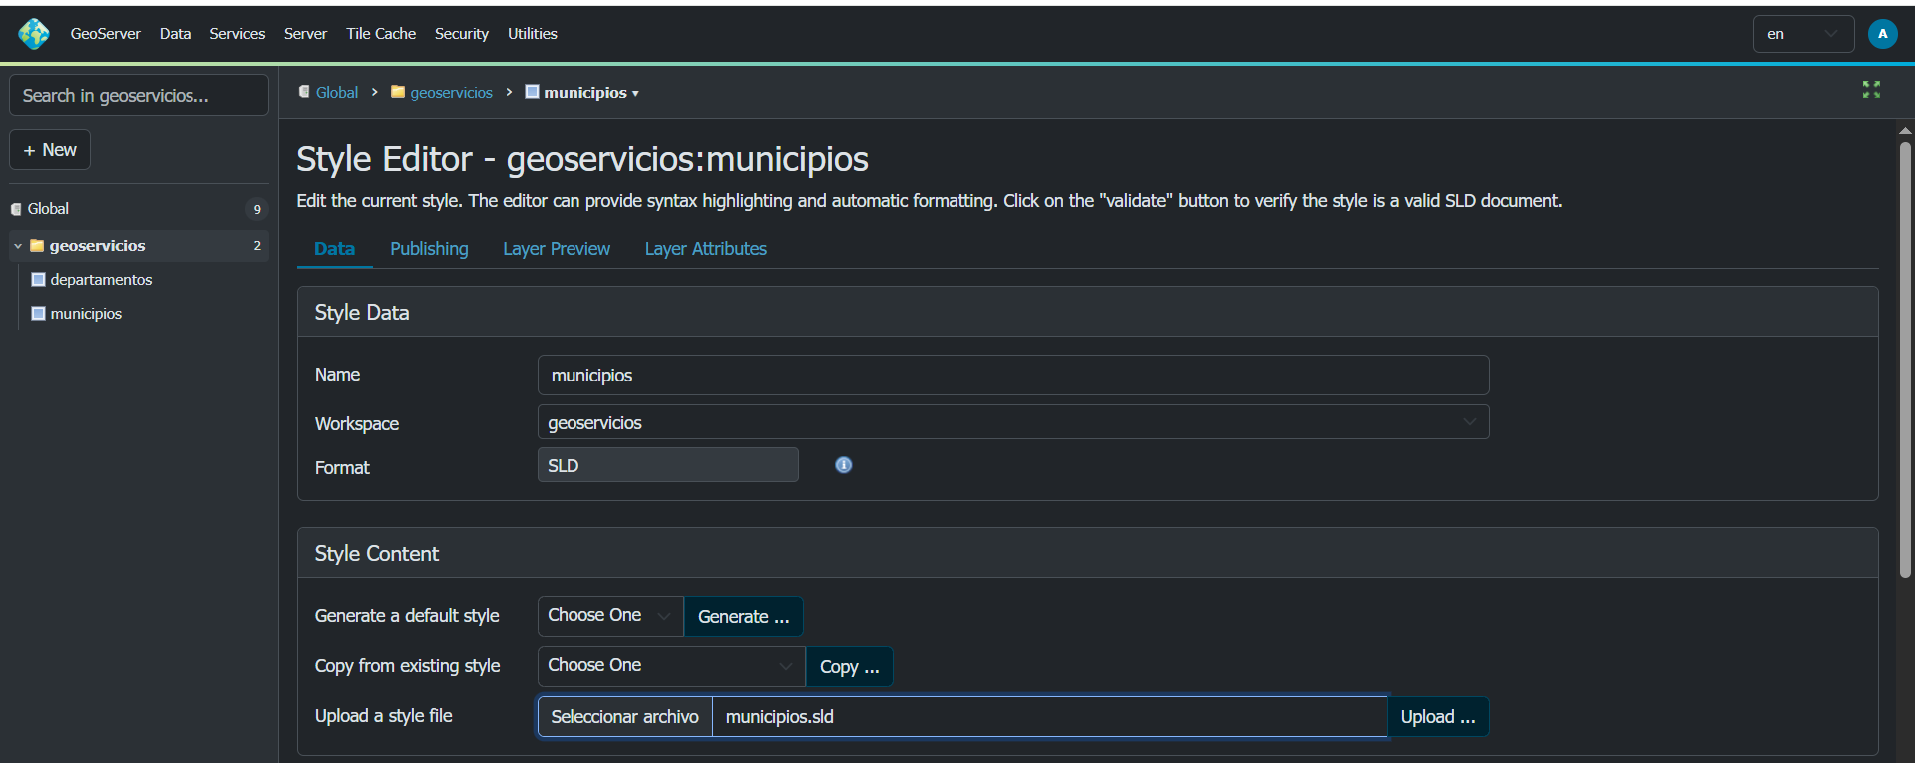 GeoServer Data Services Server Tile Cache Security Utilities en A
Search in geoservicios...
+ New
Global 9
geoservicios 2
departamentos
municipios
Global > geoservicios > municipios
Style Editor - geoservicios:municipios
Edit the current style. The editor can provide syntax highlighting and automatic formatting. Click on the "validate" button to verify the style is a valid SLD document.
Data Publishing Layer Preview Layer Attributes
Style Data
Name municipios
Workspace geoservicios
Format SLD
Style Content
Generate a default style Choose One Generate ...
Copy from existing style Choose One Copy ...
Upload a style file Seleccionar archivo municipios.sld Upload ...